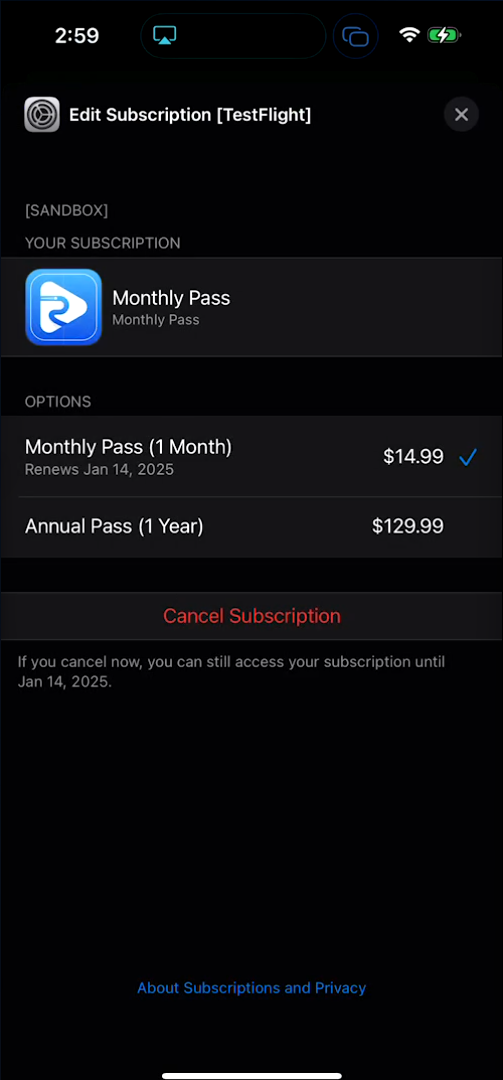 2:59
Edit Subscription [TestFlight]
[SANDBOX]
YOUR SUBSCRIPTION
Monthly Pass
Monthly Pass
OPTIONS
Monthly Pass (1 Month)
$14.99
Renews Jan 14, 2025
Annual Pass (1 Year)
$129.99
Cancel Subscription
If you cancel now, you can still access your subscription until
Jan 14, 2025.
About Subscriptions and Privacy